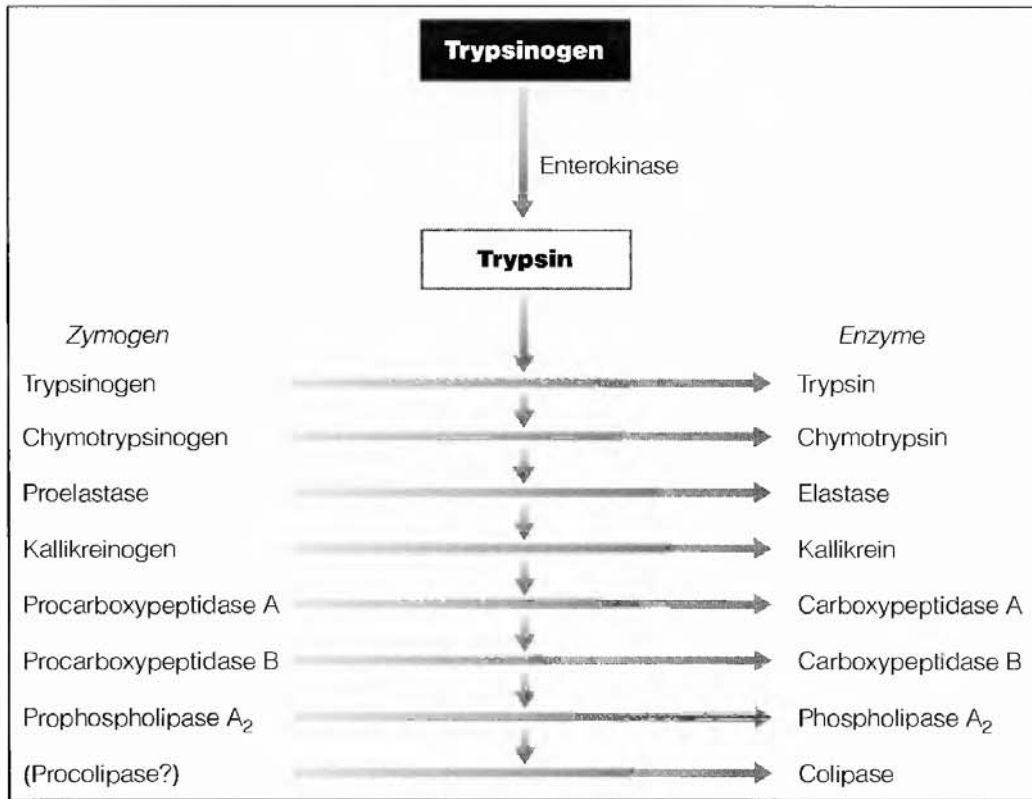 Trypsinogen
Enterokinase
Trypsin
Zymogen Enzyme
Trypsinogen Trypsin
Chymotrypsinogen Chymotrypsin
Proelastase Elastase
Kallikreinogen Kallikrein
Procarboxypeptidase A Carboxypeptidase A
Procarboxypeptidase B Carboxypeptidase B
Prophospholipase A₂ Phospholipase A₂
(Procolipase?) Colipase